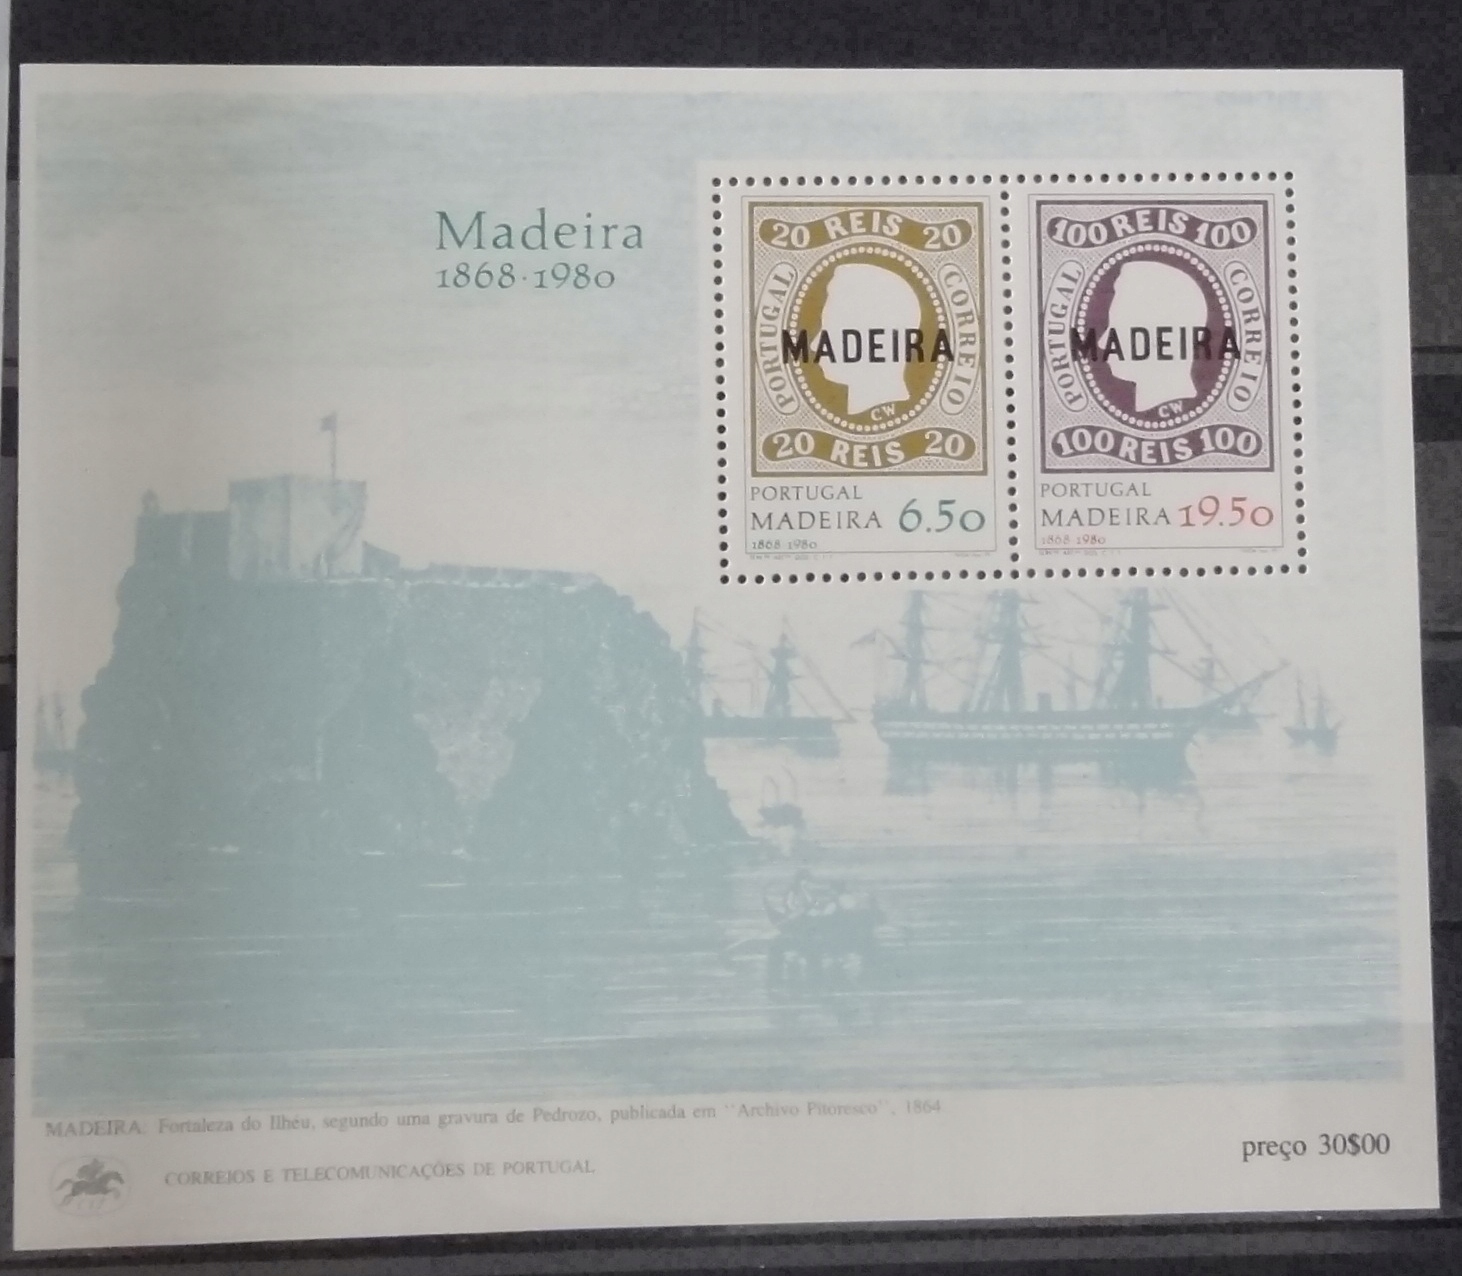 Madeira
1868·1980
20 REIS 20
PORTUGAL
CORREIO
MADEIRA
CW
20 REIS 20
PORTUGAL
MADEIRA 6.50
1868 1980
100 REIS 100
PORTUGAL
CORREIO
MADEIRA
CW
100 REIS 100
PORTUGAL
MADEIRA 19.50
1868 1980
MADEIRA: Fortaleza do Ilhéu, segundo uma gravura de Pedrozo, publicada em "Archivo Pitoresco", 1864
preço 30$00
CORREIOS E TELECOMUNICAÇÕES DE PORTUGAL